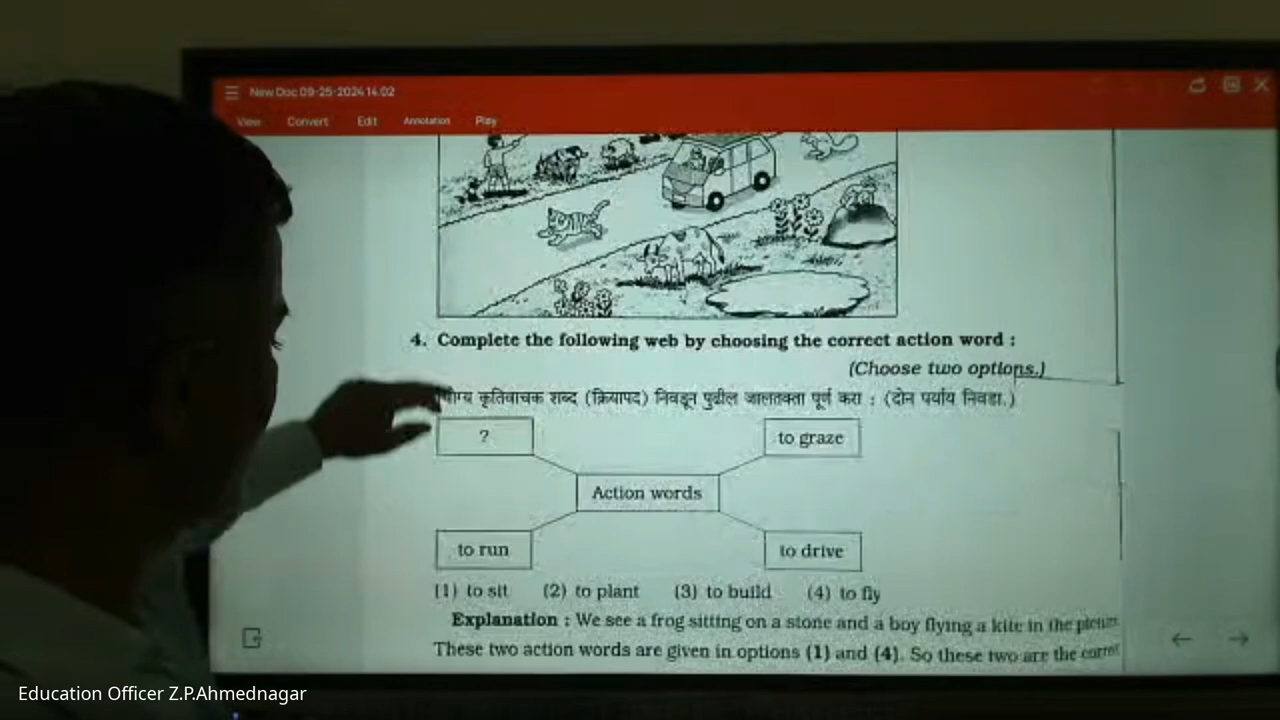 New Doc 09-25-2024 14.02
View Convert Edit Annotation Play
4. Complete the following web by choosing the correct action word :
(Choose two options.)
कृतिवाचक शब्द (क्रियापद) निवडून पुढील जालतक्ता पूर्ण करा : (दोन पर्याय निवडा.)
? to graze
Action words
to run to drive
(1) to sit (2) to plant (3) to build (4) to fly
Explanation : We see a frog sitting on a stone and a boy flying a kite in the
These two action words are given in options (1) and (4). So these two are the
Education Officer Z.P.Ahmednagar